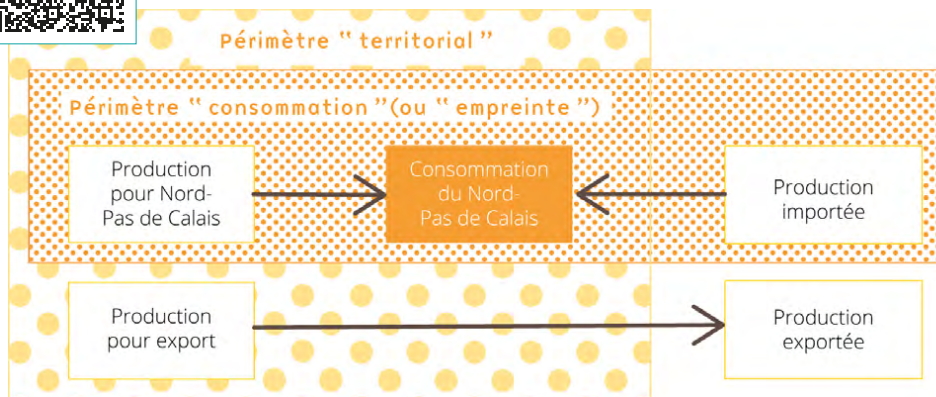 Périmètre " territorial "
Périmètre " consommation "(ou " empreinte ")
Production
pour Nord-
Pas de Calais
Consommation
du Nord-
Pas de Calais
Production
importée
Production
pour export
Production
exportée